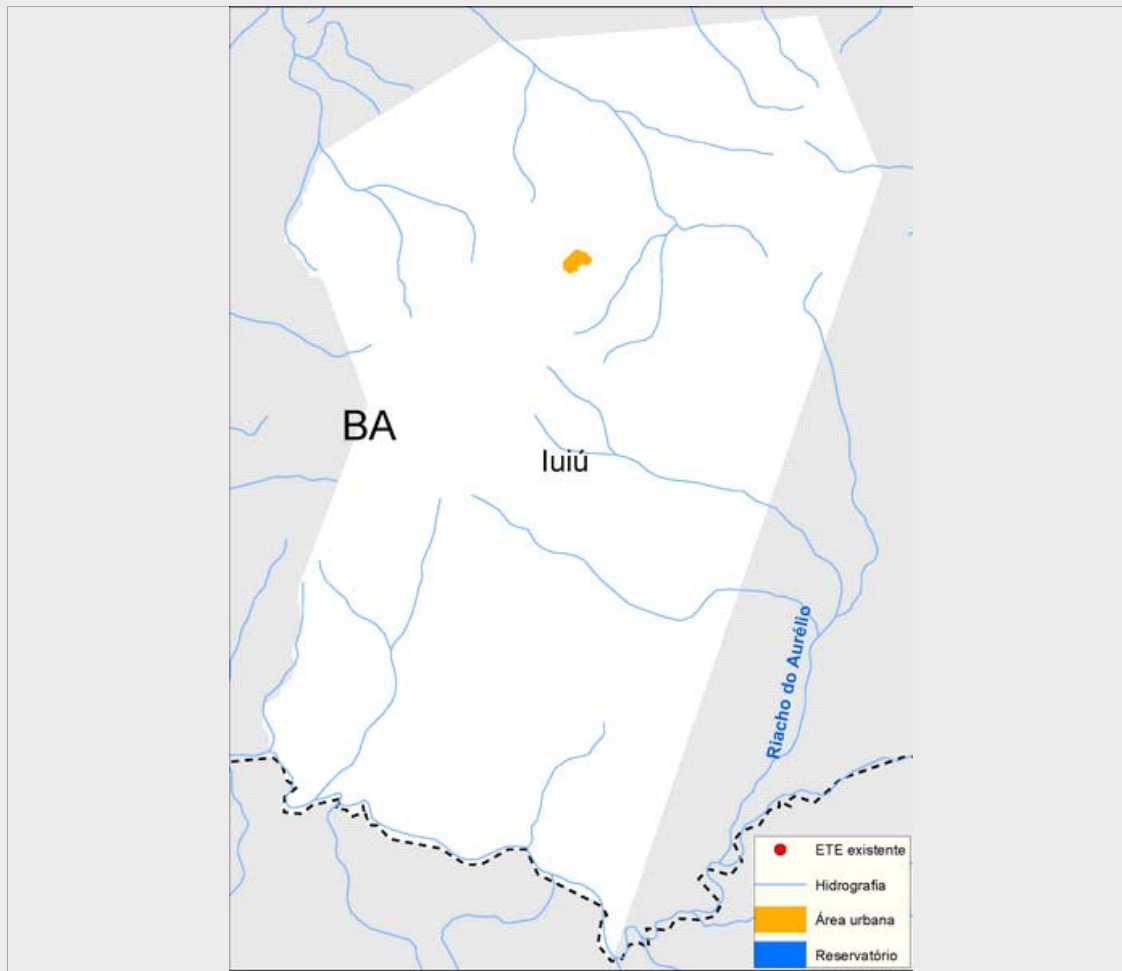 BA
Iuiú
Riacho do Aurélio
ETE existente
Hidrografia
Área urbana
Reservatório